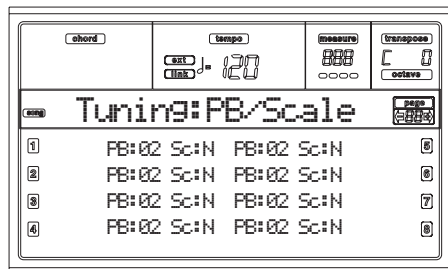 chord tempo measure transpose
ext link ♩= 120 888 C 0
octave
song Tuning:PB/Scale page
1 PB:02 Sc:N PB:02 Sc:N 5
2 PB:02 Sc:N PB:02 Sc:N 6
3 PB:02 Sc:N PB:02 Sc:N 7
4 PB:02 Sc:N PB:02 Sc:N 8